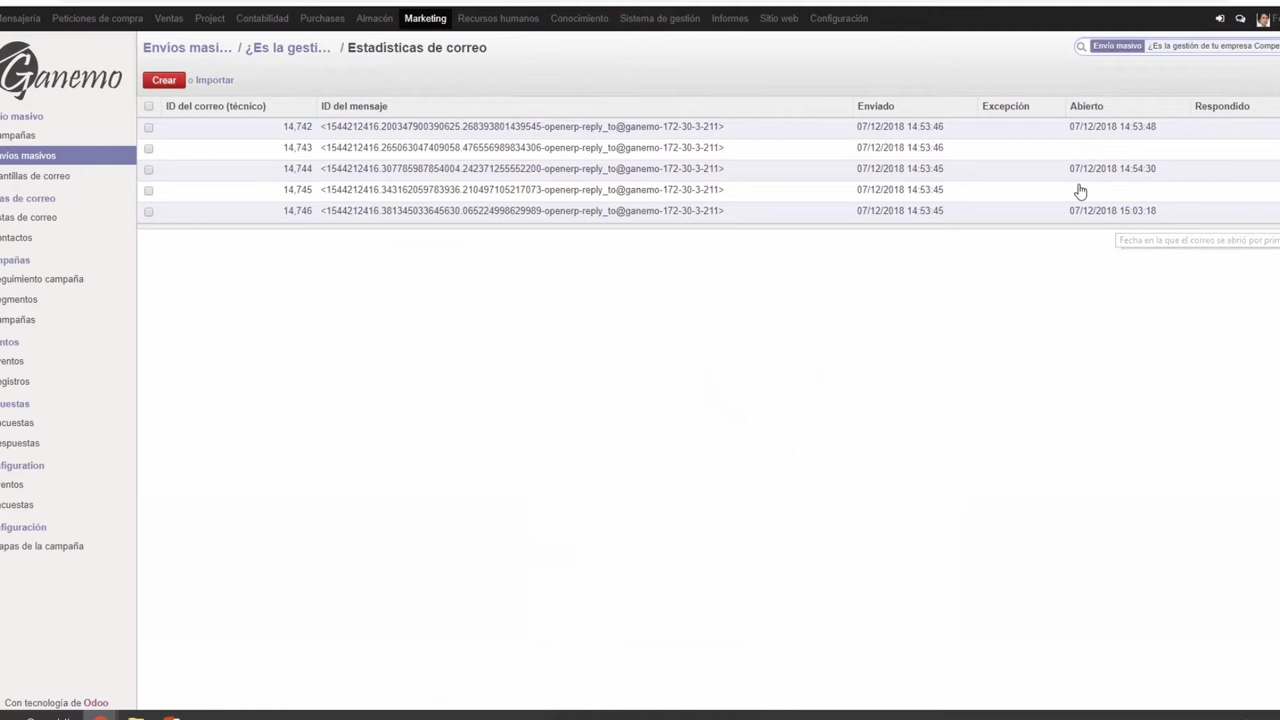 Mensajería Peticiones de compra Ventas Project Contabilidad Purchases Almacén Marketing Recursos humanos Conocimiento Sistema de gestión Informes Sitio web Configuración
Ganemo
Envios masi... / ¿Es la gesti... / Estadísticas de correo
Envío masivo ¿Es la gestión de tu empresa Compe
Crear o Importar
ID del correo (técnico) ID del mensaje Enviado Excepción Abierto Respondido
14,742 <1544212416.200347900390625.268393801439545-openerp-reply_to@ganemo-172-30-3-211> 07/12/2018 14:53:46 07/12/2018 14:53:48
14,743 <1544212416.265063047409058.476556989834306-openerp-reply_to@ganemo-172-30-3-211> 07/12/2018 14:53:46
14,744 <1544212416.307785987854004.242371255552200-openerp-reply_to@ganemo-172-30-3-211> 07/12/2018 14:53:45 07/12/2018 14:54:30
14,745 <1544212416.343162059783936.210497105217073-openerp-reply_to@ganemo-172-30-3-211> 07/12/2018 14:53:45
14,746 <1544212416.381345033645630.065224998629989-openerp-reply_to@ganemo-172-30-3-211> 07/12/2018 14:53:45 07/12/2018 15:03:18
Fecha en la que el correo se abrió por prim
ío masivo
ampañas
nvíos masivos
antillas de correo
as de correo
stas de correo
ontactos
mpañas
eguimiento campaña
egmentos
ampañas
ntos
ventos
egistros
uestas
cuestas
espuestas
figuration
ventos
cuestas
figuración
apas de la campaña
Con tecnología de Odoo